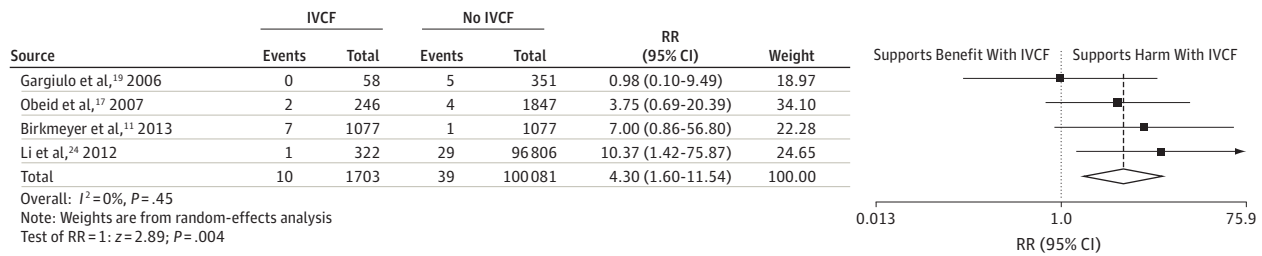 IVCF No IVCF
Source Events Total Events Total RR (95% CI) Weight
Supports Benefit With IVCF Supports Harm With IVCF
Gargiulo et al,19 2006 0 58 5 351 0.98 (0.10-9.49) 18.97
Obeid et al,17 2007 2 246 4 1847 3.75 (0.69-20.39) 34.10
Birkmeyer et al,11 2013 7 1077 1 1077 7.00 (0.86-56.80) 22.28
Li et al,24 2012 1 322 29 96 806 10.37 (1.42-75.87) 24.65
Total 10 1703 39 100 081 4.30 (1.60-11.54) 100.00
Overall: I2=0%, P=.45
Note: Weights are from random-effects analysis
Test of RR=1: z=2.89; P=.004
0.013 1.0 75.9
RR (95% CI)